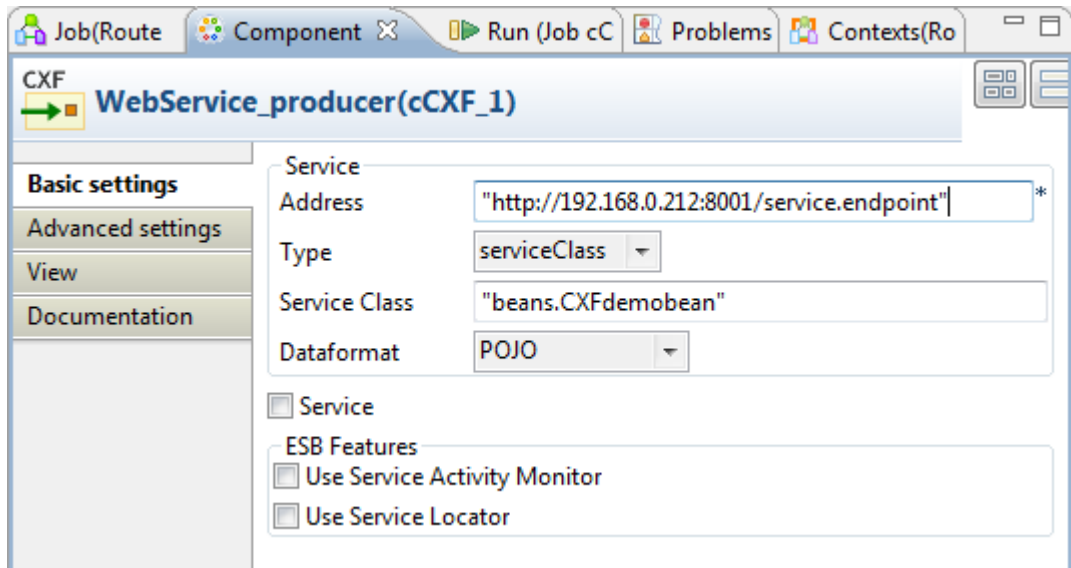 Job(Route Component Run (Job cC Problems Contexts(Ro
CXF
WebService_producer(cCXF_1)
Basic settings
Advanced settings
View
Documentation
Service
Address "http://192.168.0.212:8001/service.endpoint" *
Type serviceClass
Service Class "beans.CXFdemobean"
Dataformat POJO
Service
ESB Features
Use Service Activity Monitor
Use Service Locator